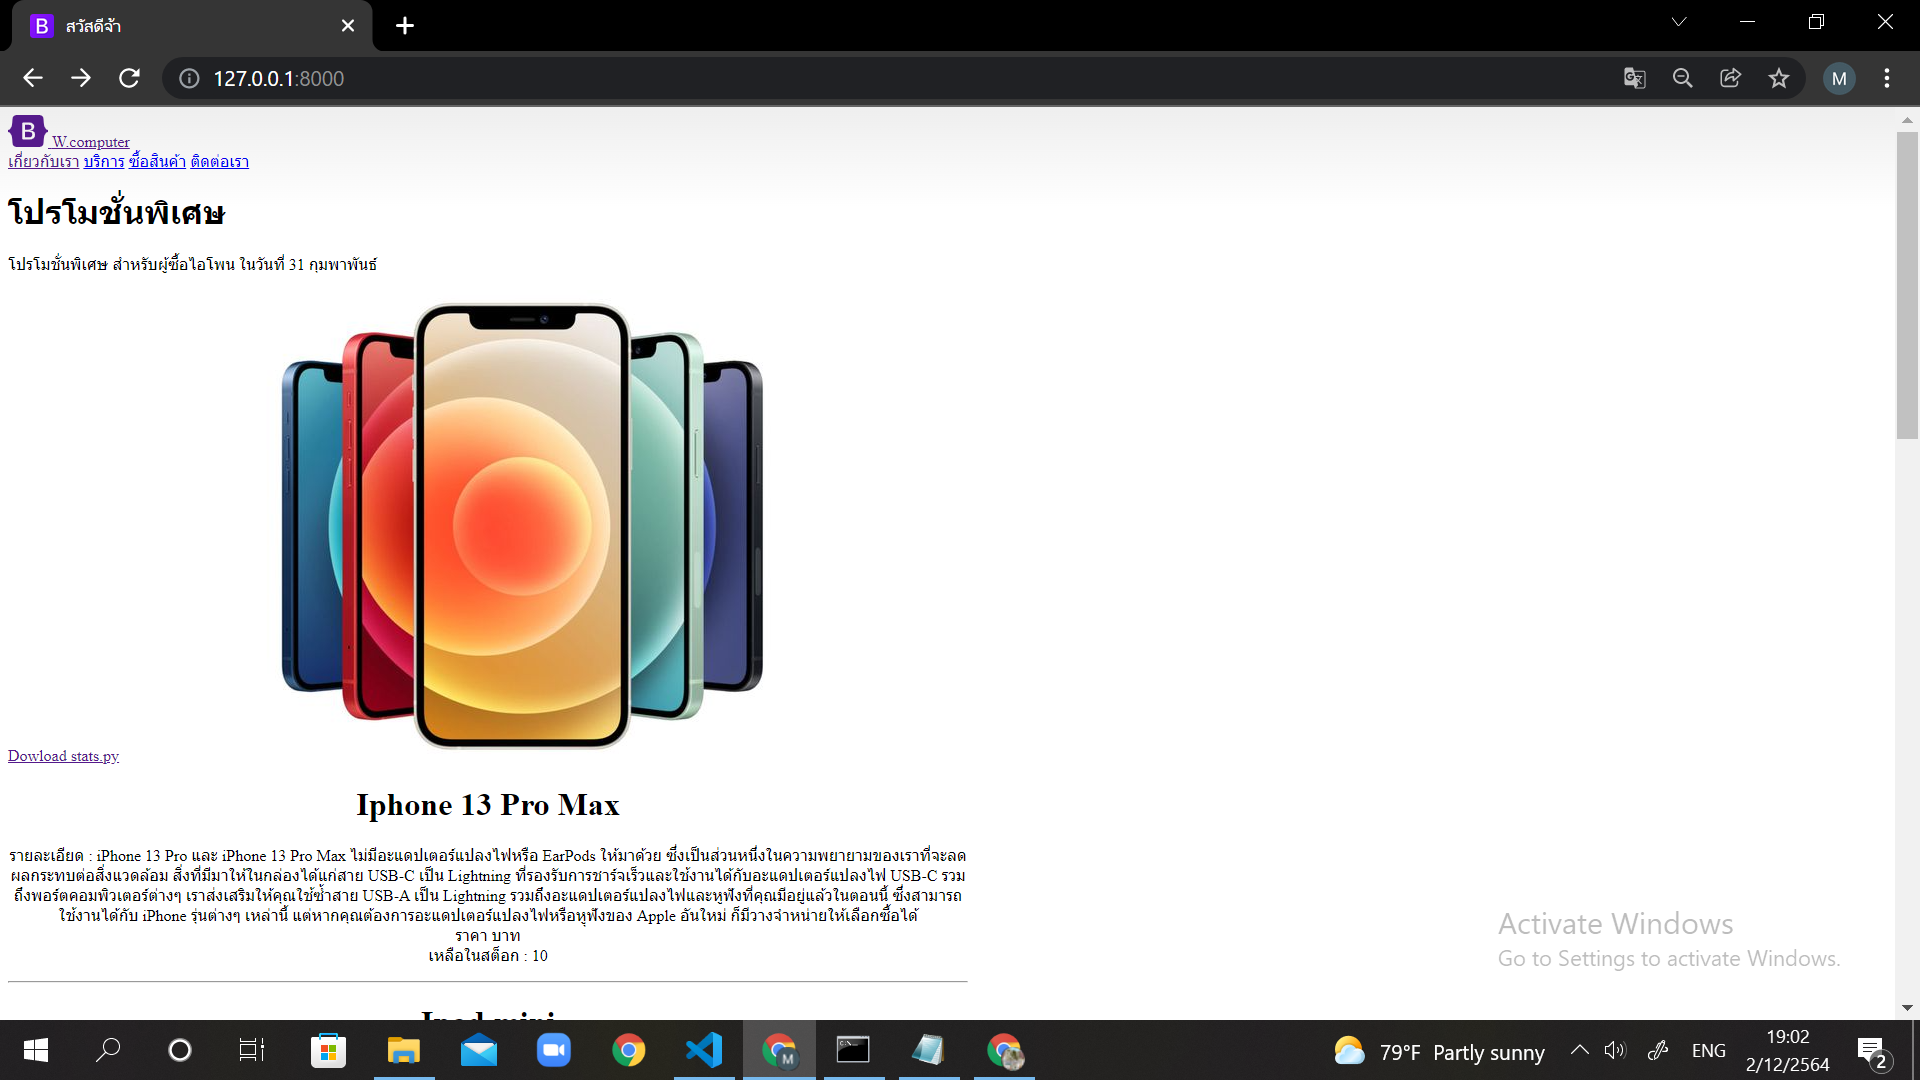 B สวัสดีจ้า
127.0.0.1:8000
M
B W.computer
เกี่ยวกับเรา บริการ ซื้อสินค้า ติดต่อเรา
โปรโมชั่นพิเศษ
โปรโมชั่นพิเศษ สำหรับผู้ซื้อไอโพน ในวันที่ 31 กุมพาพันธ์
Dowload stats.py
Iphone 13 Pro Max
รายละเอียด : iPhone 13 Pro และ iPhone 13 Pro Max ไม่มีอะแดปเตอร์แปลงไฟหรือ EarPods ให้มาด้วย ซึ่งเป็นส่วนหนึ่งในความพยายามของเราที่จะลด
ผลกระทบต่อสิ่งแวดล้อม สิ่งที่มีมาให้ในกล่องได้แก่สาย USB-C เป็น Lightning ที่รองรับการชาร์จเร็วและใช้งานได้กับอะแดปเตอร์แปลงไฟ USB-C รวม
ถึงพอร์ตคอมพิวเตอร์ต่างๆ เราส่งเสริมให้คุณใช้ซ้ำสาย USB-A เป็น Lightning รวมถึงอะแดปเตอร์แปลงไฟและหูฟังที่คุณมีอยู่แล้วในตอนนี้ ซึ่งสามารถ
ใช้งานได้กับ iPhone รุ่นต่างๆ เหล่านี้ แต่หากคุณต้องการอะแดปเตอร์แปลงไฟหรือหูฟังของ Apple อันใหม่ ก็มีวางจำหน่ายให้เลือกซื้อได้
ราคา บาท
เหลือในสต็อก : 10
Ipad mini
Activate Windows
Go to Settings to activate Windows.
M
79°F Partly sunny
ENG
19:02
2/12/2564
2